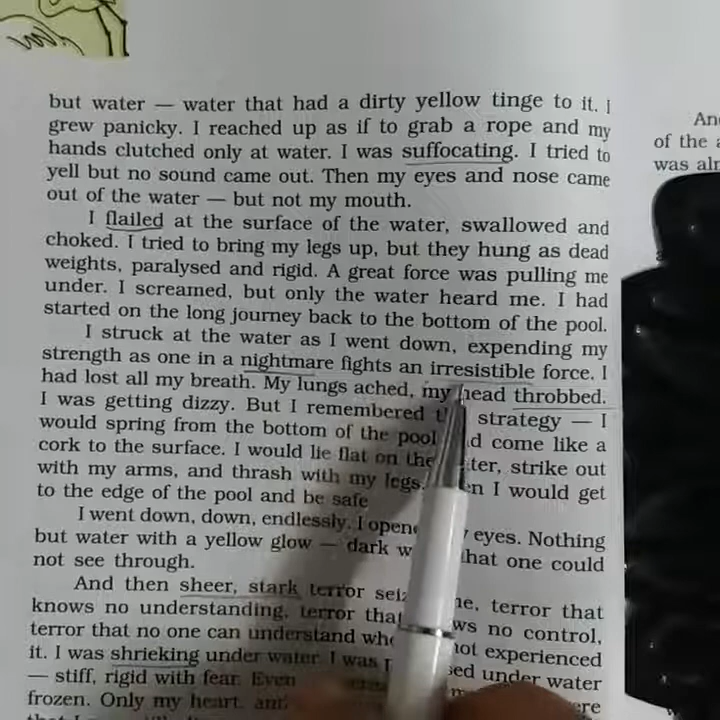 but water — water that had a dirty yellow tinge to it. I
grew panicky. I reached up as if to grab a rope and my
hands clutched only at water. I was suffocating. I tried to
yell but no sound came out. Then my eyes and nose came
out of the water — but not my mouth.
I flailed at the surface of the water, swallowed and
choked. I tried to bring my legs up, but they hung as dead
weights, paralysed and rigid. A great force was pulling me
under. I screamed, but only the water heard me. I had
started on the long journey back to the bottom of the pool.
I struck at the water as I went down, expending my
strength as one in a nightmare fights an irresistible force. I
had lost all my breath. My lungs ached, my head throbbed.
I was getting dizzy. But I remembered strategy — I
would spring from the bottom of the pool come like a
cork to the surface. I would lie flat on the strike out
with my arms, and thrash with my legs. I would get
to the edge of the pool and be safe
I went down, down, endlessly. I eyes. Nothing
but water with a yellow glow — dark that one could
not see through.
And then sheer, stark terror terror that
knows no understanding, terror no control,
terror that no one can understand not experienced
it. I was shrieking under water. I was under water
— stiff, rigid with fear. Even
frozen. Only my heart,
of the
was